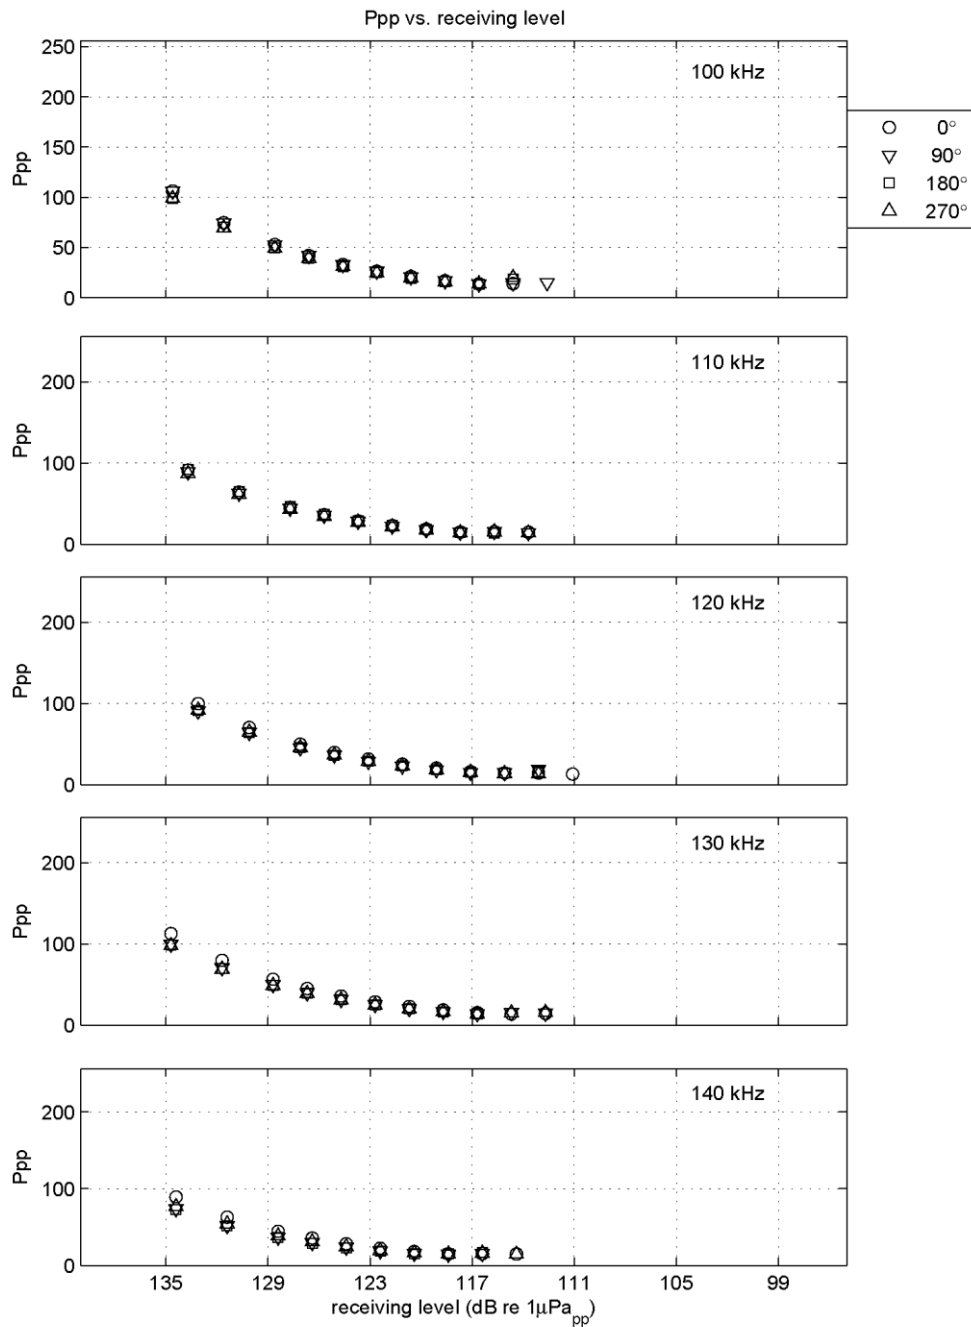 Ppp vs. receiving level
250
200
150
100
50
0
Ppp
100 kHz
0°
90°
180°
270°
200
100
0
Ppp
110 kHz
200
100
0
Ppp
120 kHz
200
100
0
Ppp
130 kHz
200
100
0
Ppp
140 kHz
135 129 123 117 111 105 99
receiving level (dB re 1μPapp)